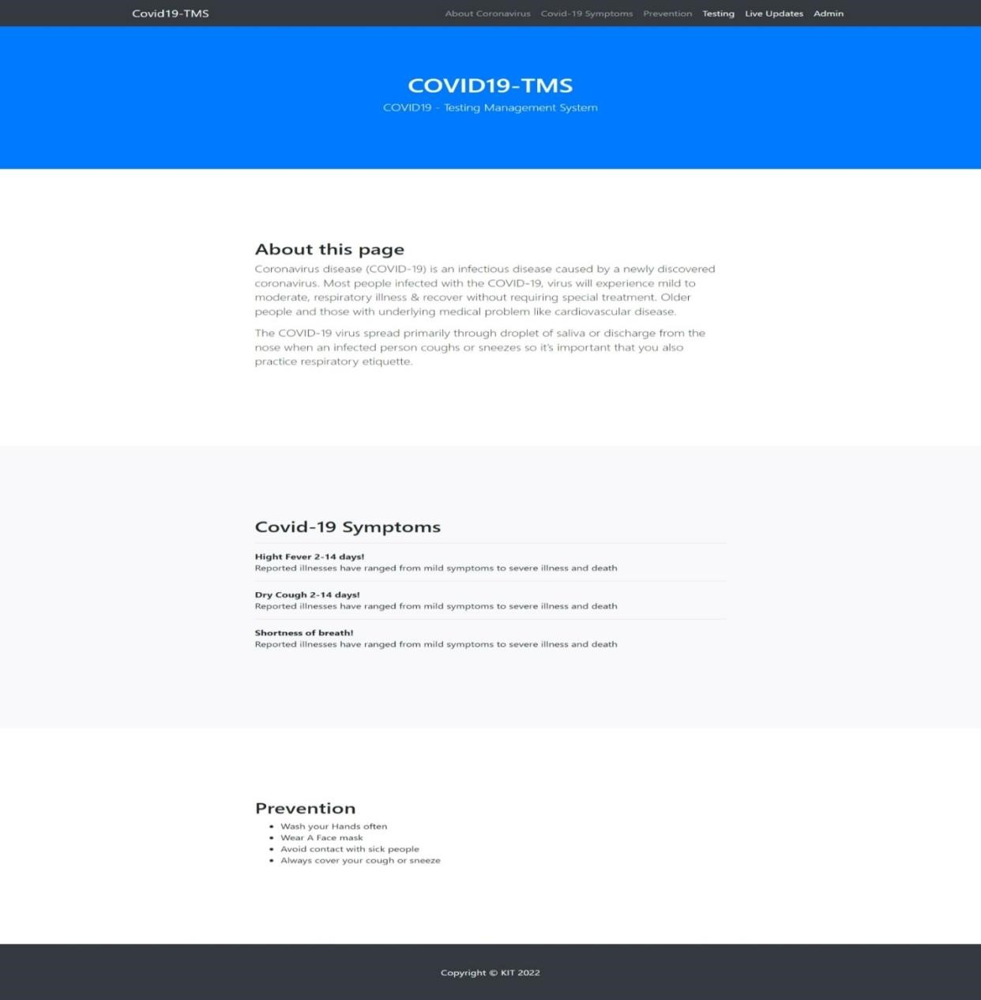 Covid19-TMS
About Coronavirus Covid-19 Symptoms Prevention Testing Live Updates Admin
COVID19-TMS
COVID19 - Testing Management System
About this page
Coronavirus disease (COVID-19) is an infectious disease caused by a newly discovered
coronavirus. Most people infected with the COVID-19, virus will experience mild to
moderate, respiratory illness & recover without requiring special treatment. Older
people and those with underlying medical problem like cardiovascular disease.
The COVID-19 virus spread primarily through droplet of saliva or discharge from the
nose when an infected person coughs or sneezes so it's important that you also
practice respiratory etiquette.
Covid-19 Symptoms
Hight Fever 2-14 days!
Reported illnesses have ranged from mild symptoms to severe illness and death
Dry Cough 2-14 days!
Reported illnesses have ranged from mild symptoms to severe illness and death
Shortness of breath!
Reported illnesses have ranged from mild symptoms to severe illness and death
Prevention
• Wash your Hands often
• Wear A Face mask
• Avoid contact with sick people
• Always cover your cough or sneeze
Copyright © KIT 2022